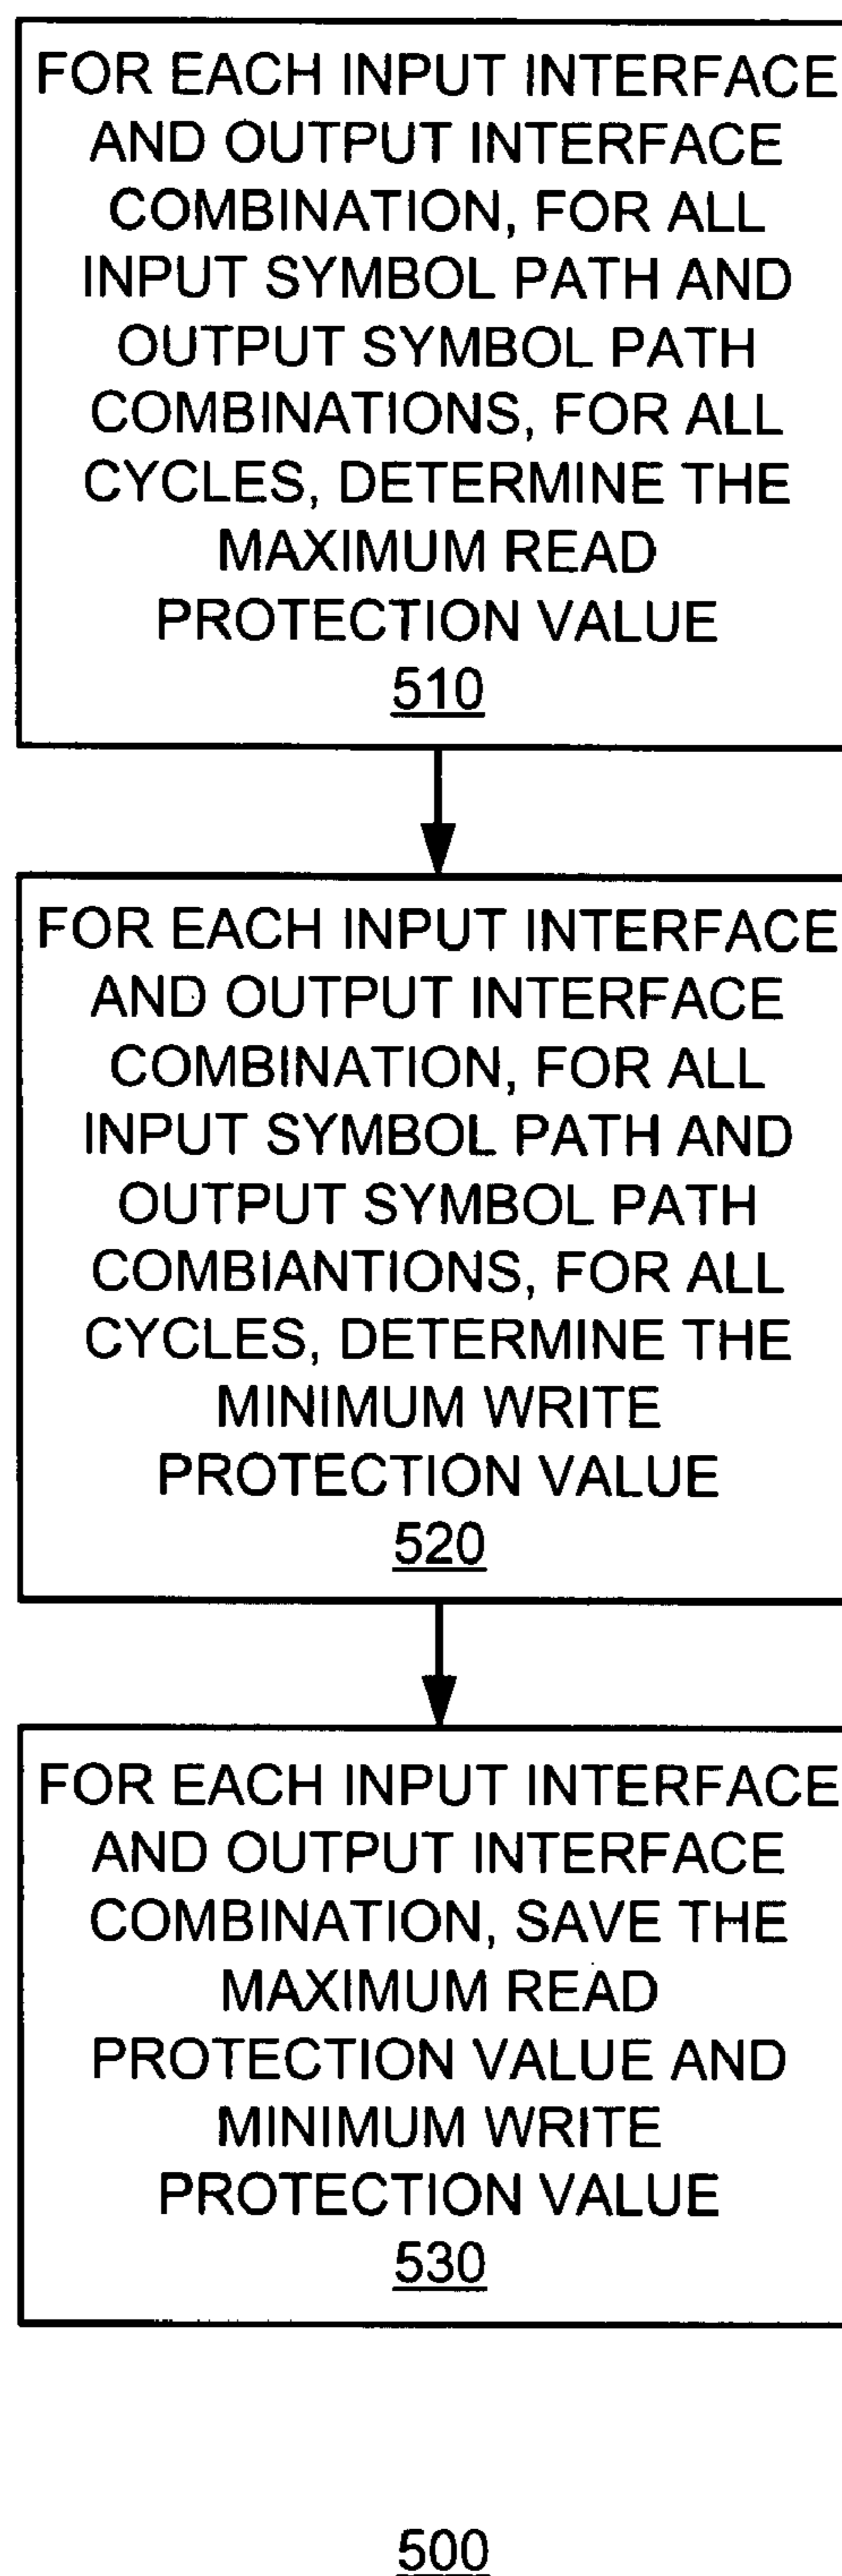 FOR EACH INPUT INTERFACE
AND OUTPUT INTERFACE
COMBINATION, FOR ALL
INPUT SYMBOL PATH AND
OUTPUT SYMBOL PATH
COMBINATIONS, FOR ALL
CYCLES, DETERMINE THE
MAXIMUM READ
PROTECTION VALUE
510
FOR EACH INPUT INTERFACE
AND OUTPUT INTERFACE
COMBINATION, FOR ALL
INPUT SYMBOL PATH AND
OUTPUT SYMBOL PATH
COMBIANTIONS, FOR ALL
CYCLES, DETERMINE THE
MINIMUM WRITE
PROTECTION VALUE
520
FOR EACH INPUT INTERFACE
AND OUTPUT INTERFACE
COMBINATION, SAVE THE
MAXIMUM READ
PROTECTION VALUE AND
MINIMUM WRITE
PROTECTION VALUE
530
500